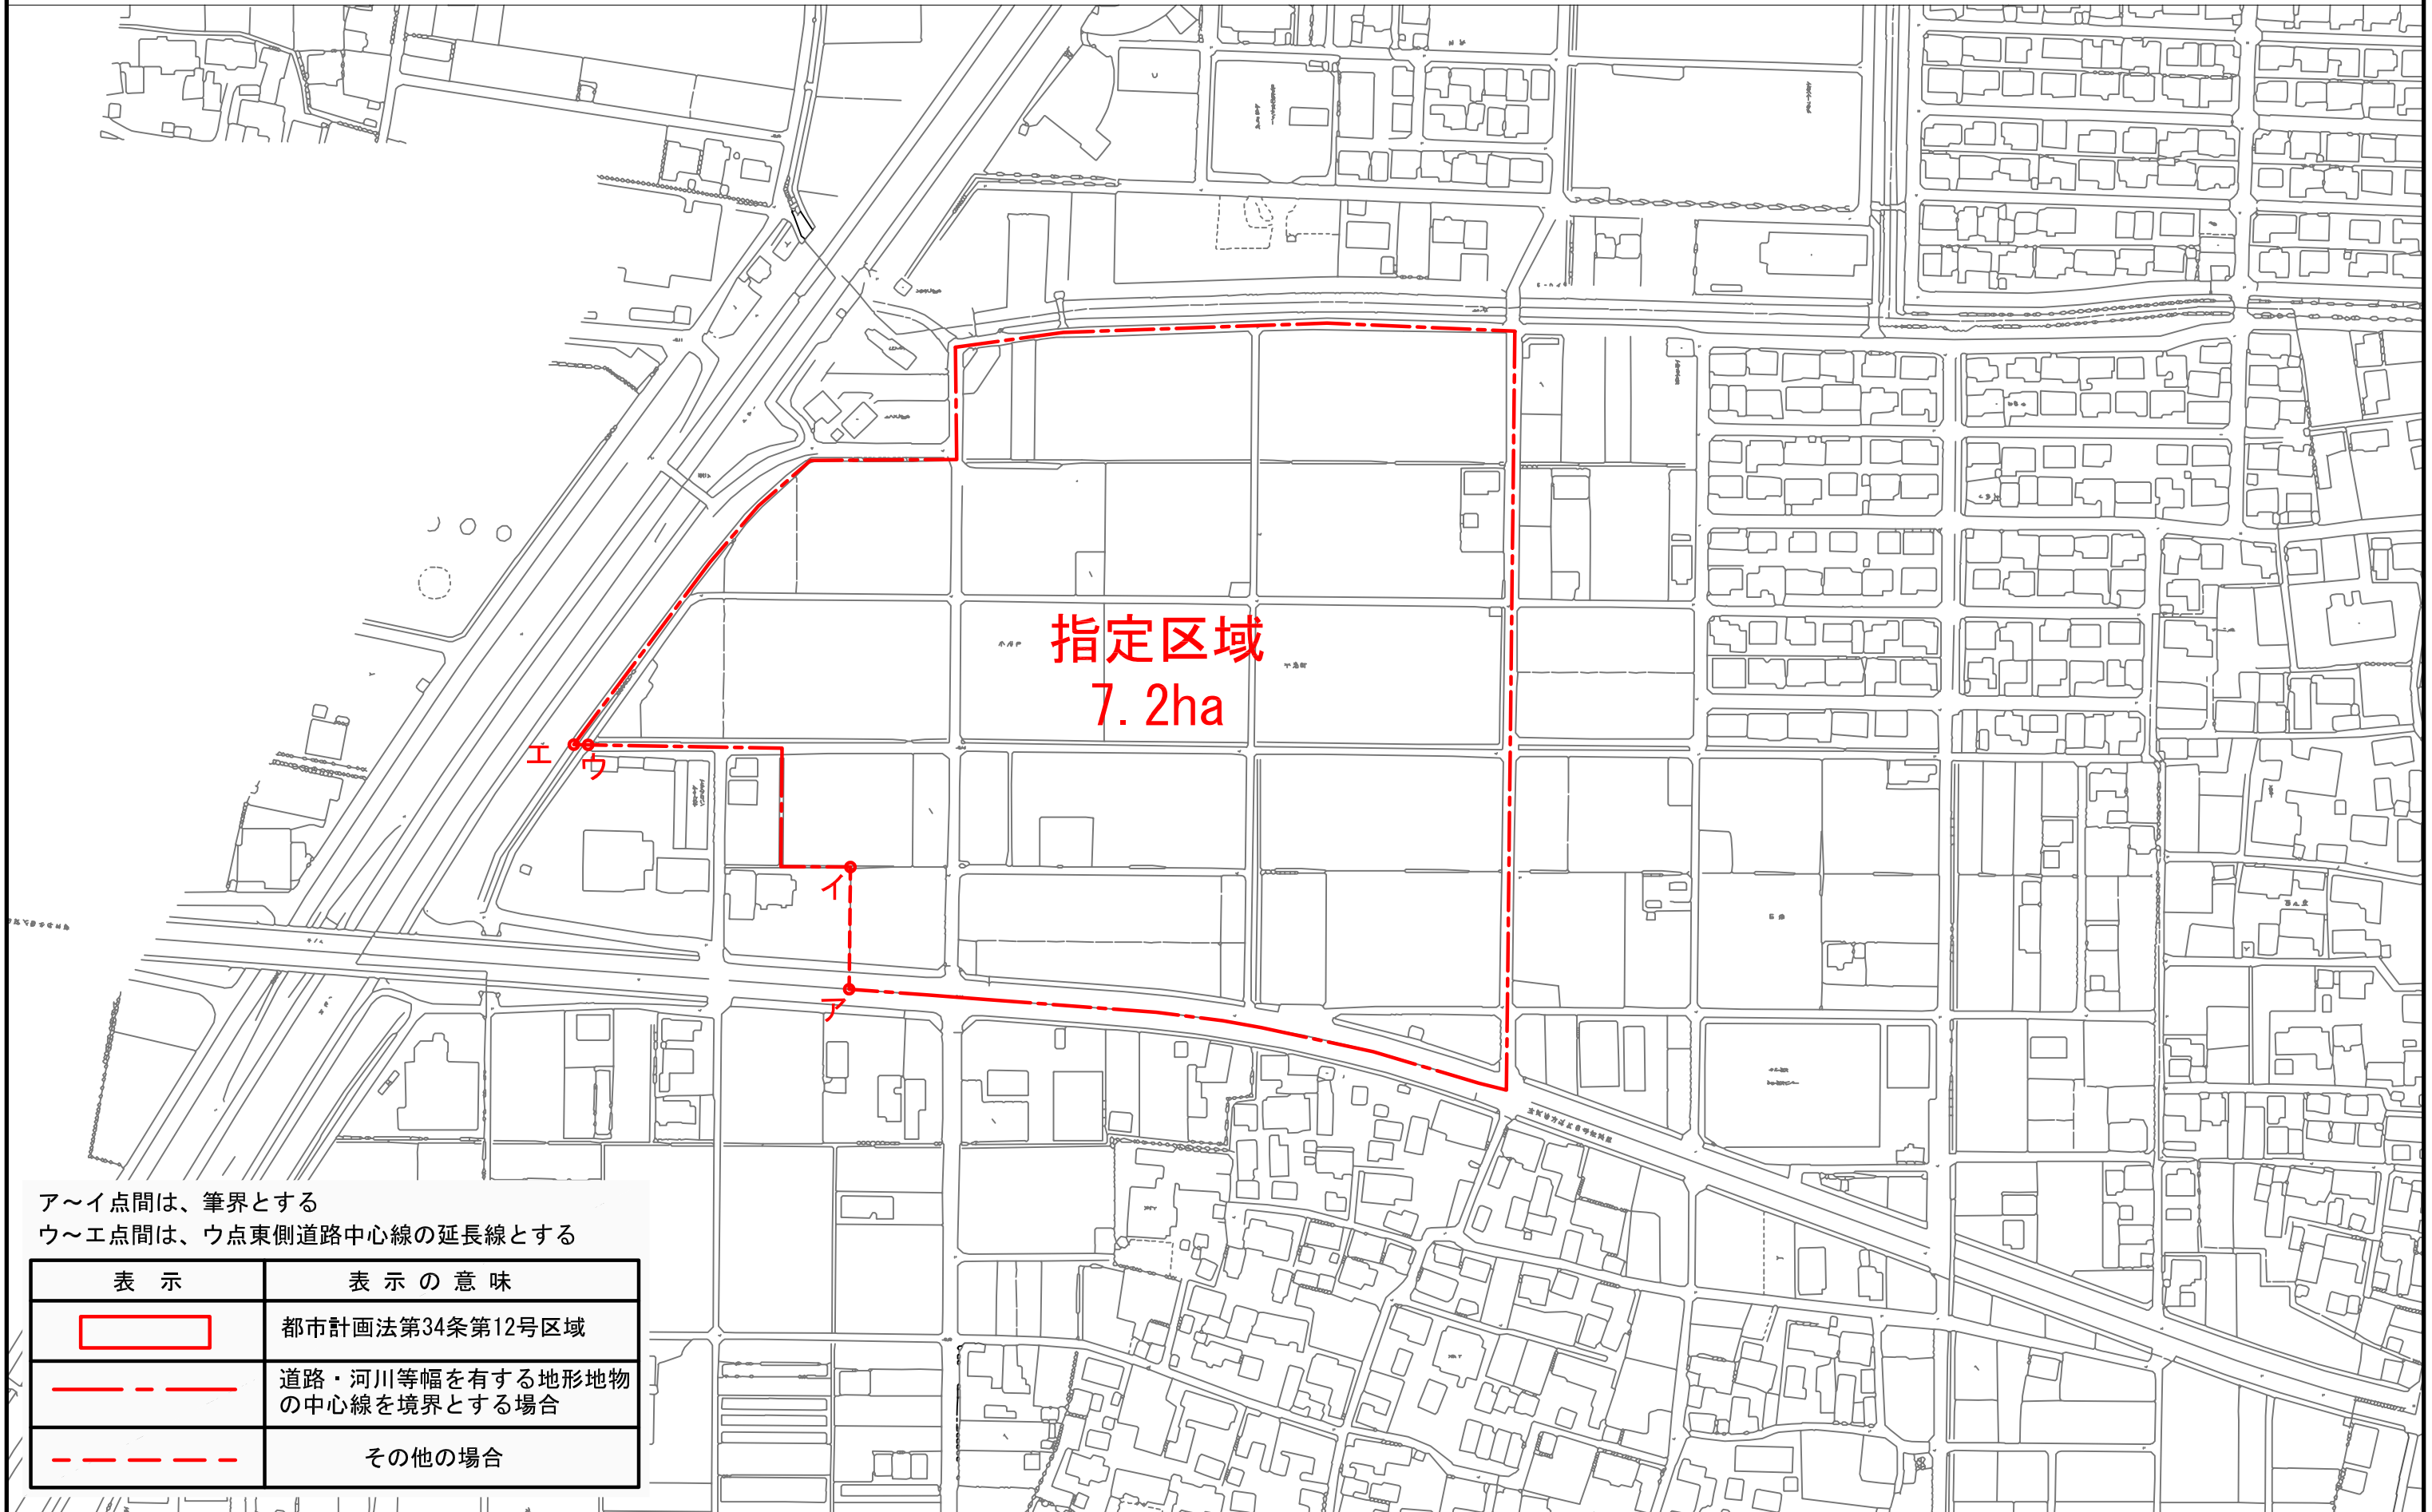 指定区域
7.2ha
エ
ウ
イ
ア
ア～イ点間は、筆界とする
ウ～エ点間は、ウ点東側道路中心線の延長線とする
表　示
表 示 の 意 味
都市計画法第34条第12号区域
道路・河川等幅を有する地形地物
の中心線を境界とする場合
その他の場合